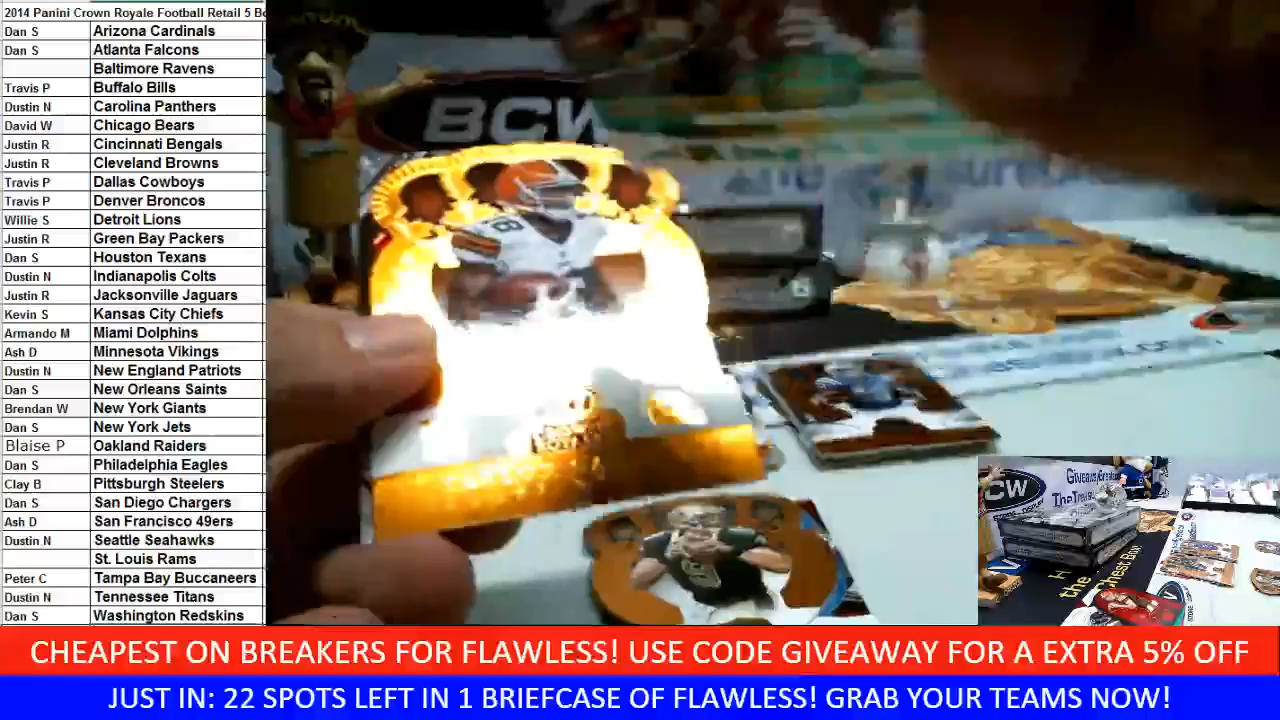 2014 Panini Crown Royale Football Retail 5 Bo
Dan S Arizona Cardinals
Dan S Atlanta Falcons
Baltimore Ravens
Travis P Buffalo Bills
Dustin N Carolina Panthers
David W Chicago Bears
Justin R Cincinnati Bengals
Justin R Cleveland Browns
Travis P Dallas Cowboys
Travis P Denver Broncos
Willie S Detroit Lions
Justin R Green Bay Packers
Dan S Houston Texans
Dustin N Indianapolis Colts
Justin R Jacksonville Jaguars
Kevin S Kansas City Chiefs
Armando M Miami Dolphins
Ash D Minnesota Vikings
Dustin N New England Patriots
Dan S New Orleans Saints
Brendan W New York Giants
Dan S New York Jets
Blaise P Oakland Raiders
Dan S Philadelphia Eagles
Clay B Pittsburgh Steelers
Dan S San Diego Chargers
Ash D San Francisco 49ers
Dustin N Seattle Seahawks
St. Louis Rams
Peter C Tampa Bay Buccaneers
Dustin N Tennessee Titans
Dan S Washington Redskins
BCW
8
CW
the Chest Box
CHEAPEST ON BREAKERS FOR FLAWLESS! USE CODE GIVEAWAY FOR A EXTRA 5% OFF
JUST IN: 22 SPOTS LEFT IN 1 BRIEFCASE OF FLAWLESS! GRAB YOUR TEAMS NOW!